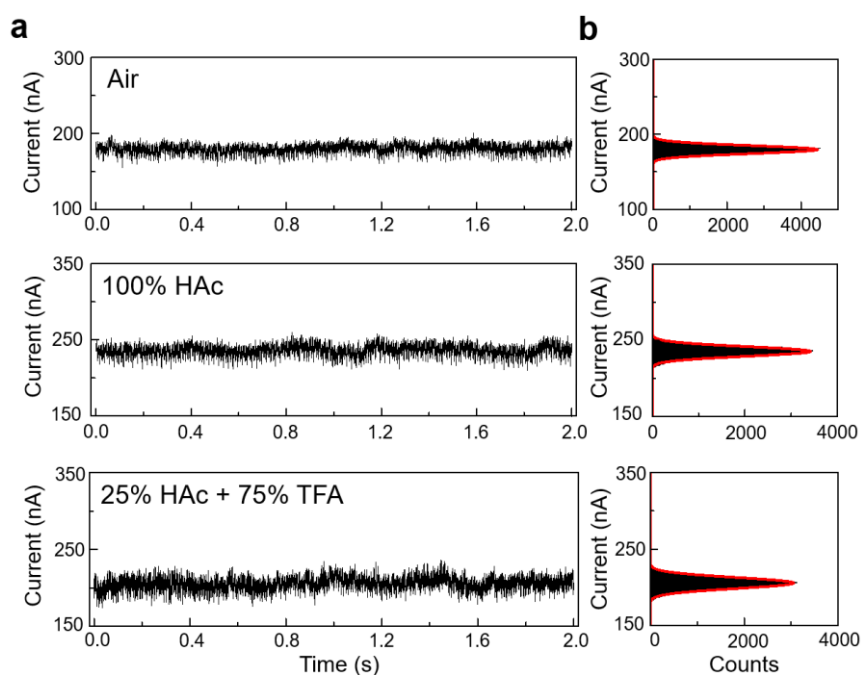 a
b
300
200
100
Current (nA)
Air
0.0 0.4 0.8 1.2 1.6 2.0
300
200
100
Current (nA)
0 2000 4000
350
250
150
Current (nA)
100% HAc
0.0 0.4 0.8 1.2 1.6 2.0
350
250
150
Current (nA)
0 2000 4000
350
250
150
Current (nA)
25% HAc + 75% TFA
0.0 0.4 0.8 1.2 1.6 2.0
Time (s)
350
250
150
Current (nA)
0 2000 4000
Counts